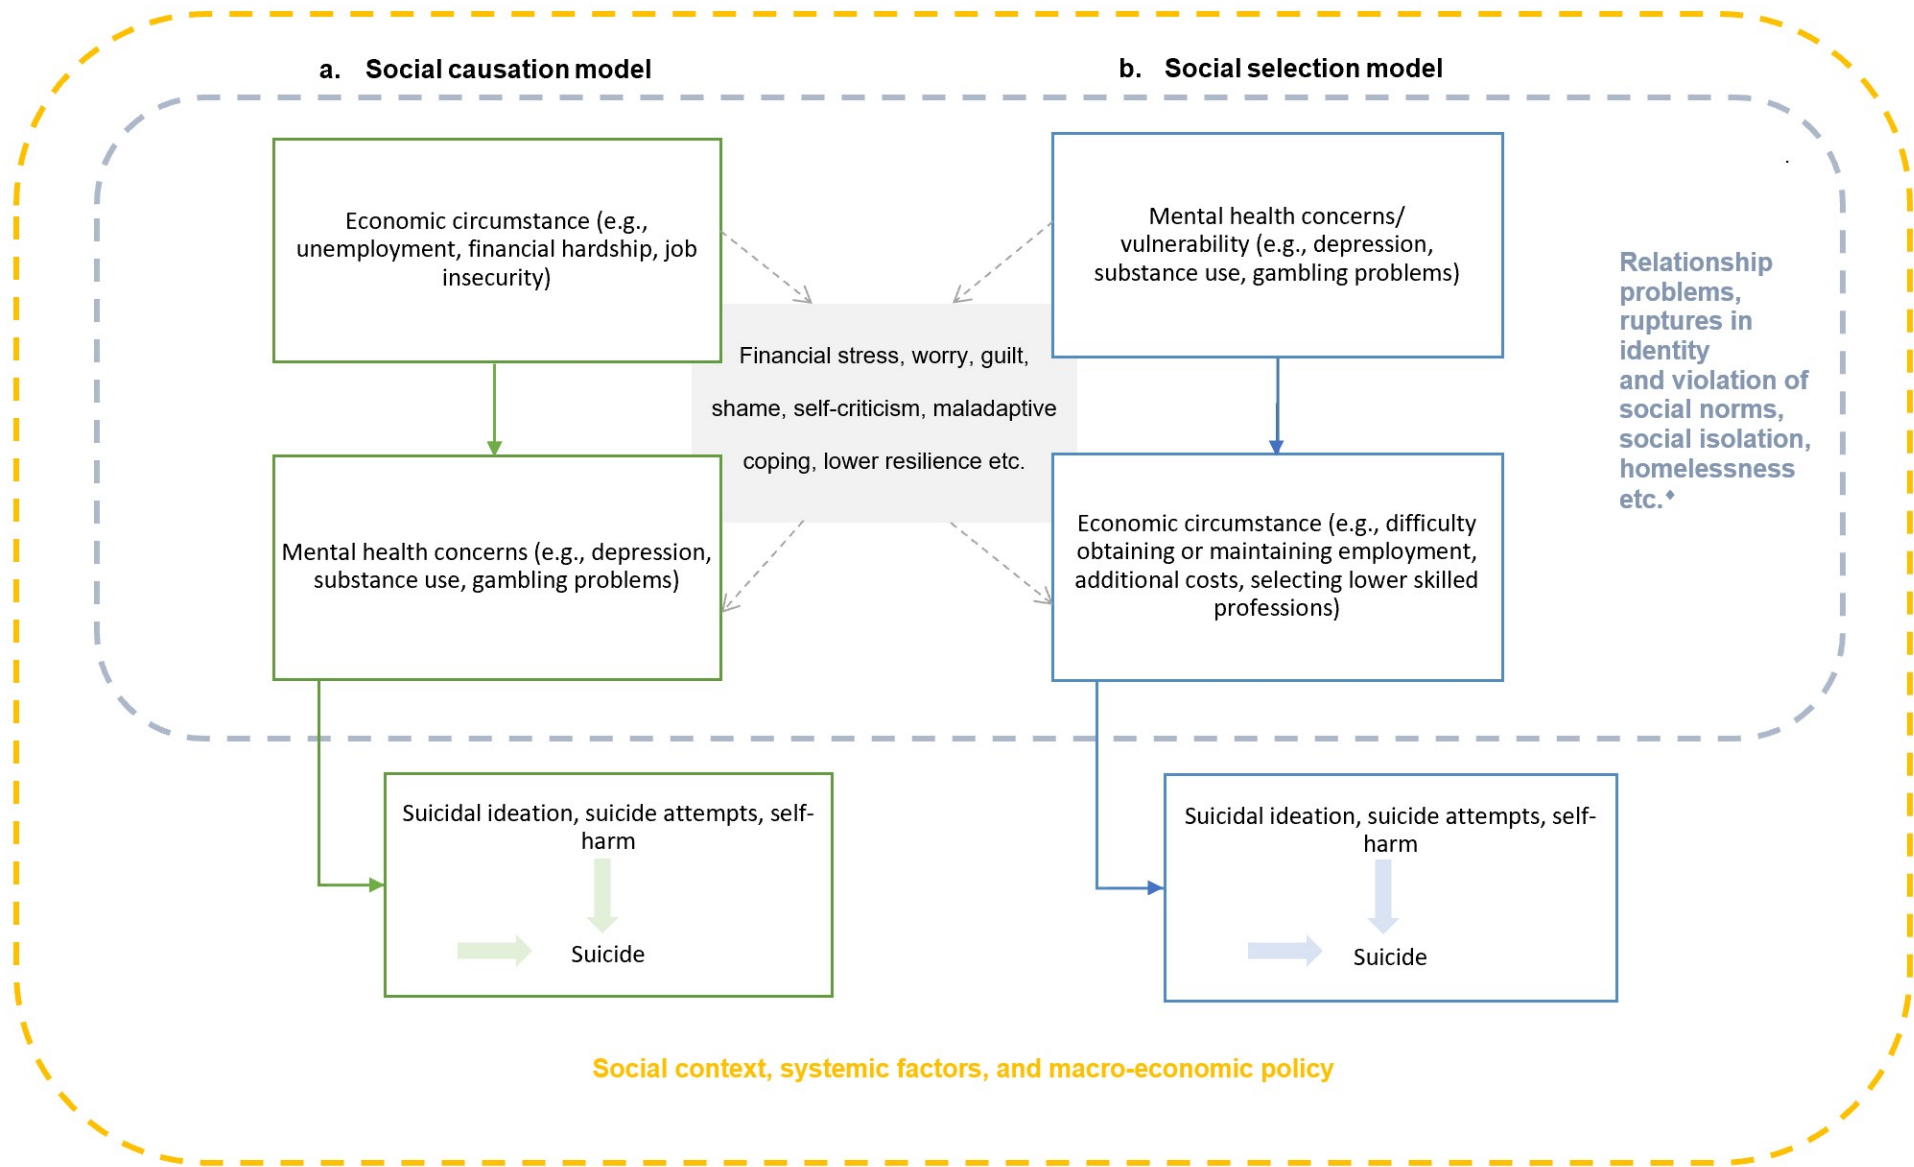 a. Social causation model
b. Social selection model
Economic circumstance (e.g.,
unemployment, financial hardship, job
insecurity)
Mental health concerns/
vulnerability (e.g., depression,
substance use, gambling problems)
Financial stress, worry, guilt,
shame, self-criticism, maladaptive
coping, lower resilience etc.
Relationship
problems,
ruptures in
identity
and violation of
social norms,
social isolation,
homelessness
etc.♦
Mental health concerns (e.g., depression,
substance use, gambling problems)
Economic circumstance (e.g., difficulty
obtaining or maintaining employment,
additional costs, selecting lower skilled
professions)
Suicidal ideation, suicide attempts, self-
harm
Suicide
Suicidal ideation, suicide attempts, self-
harm
Suicide
Social context, systemic factors, and macro-economic policy